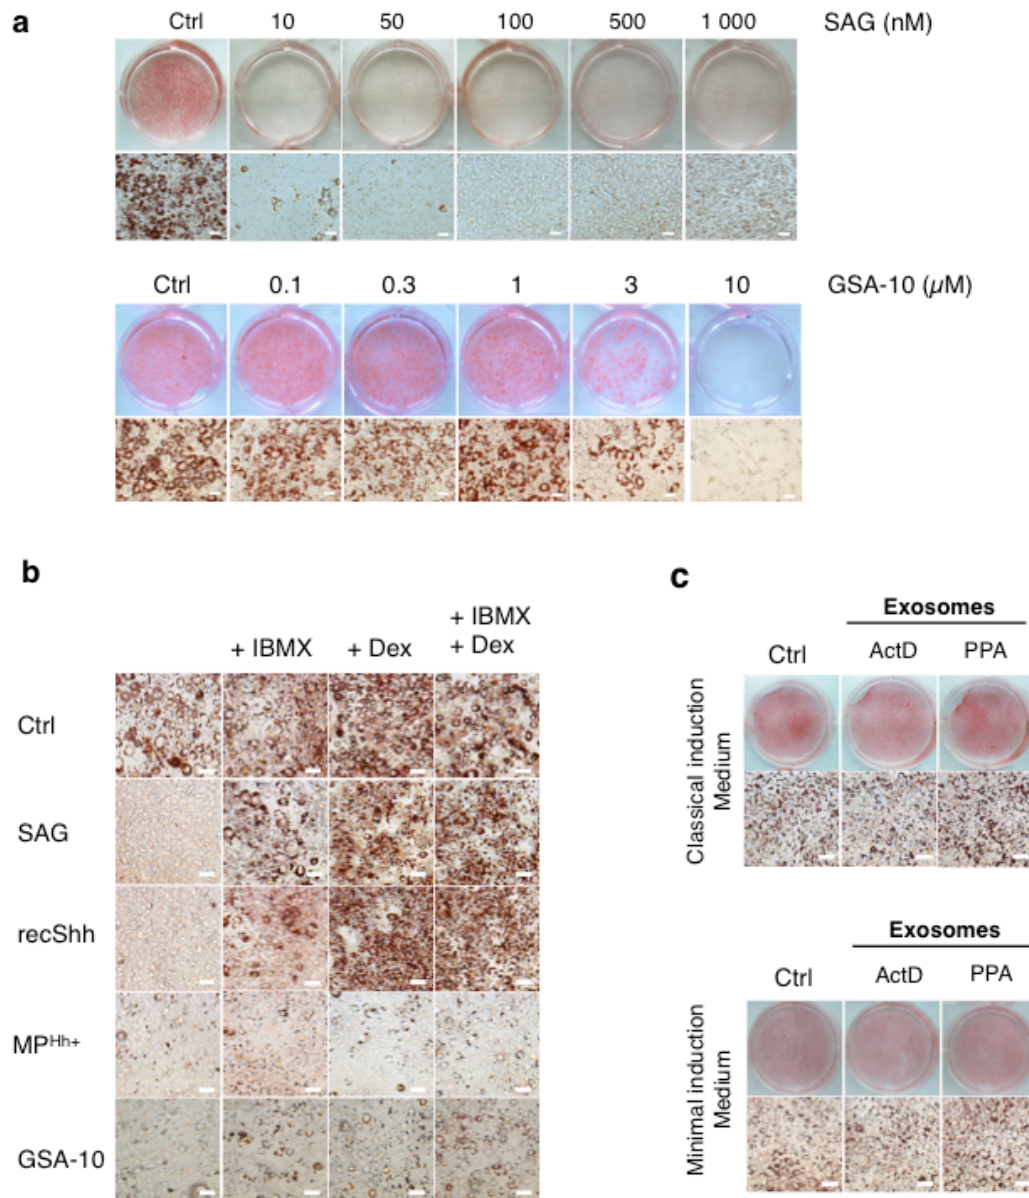 a
Ctrl 10 50 100 500 1 000 SAG (nM)
Ctrl 0.1 0.3 1 3 10 GSA-10 (µM)
b
+ IBMX + Dex + IBMX
+ Dex
Ctrl
SAG
recShh
MPHh+
GSA-10
c
Exosomes
Ctrl ActD PPA
Classical induction
Medium
Exosomes
Ctrl ActD PPA
Minimal induction
Medium